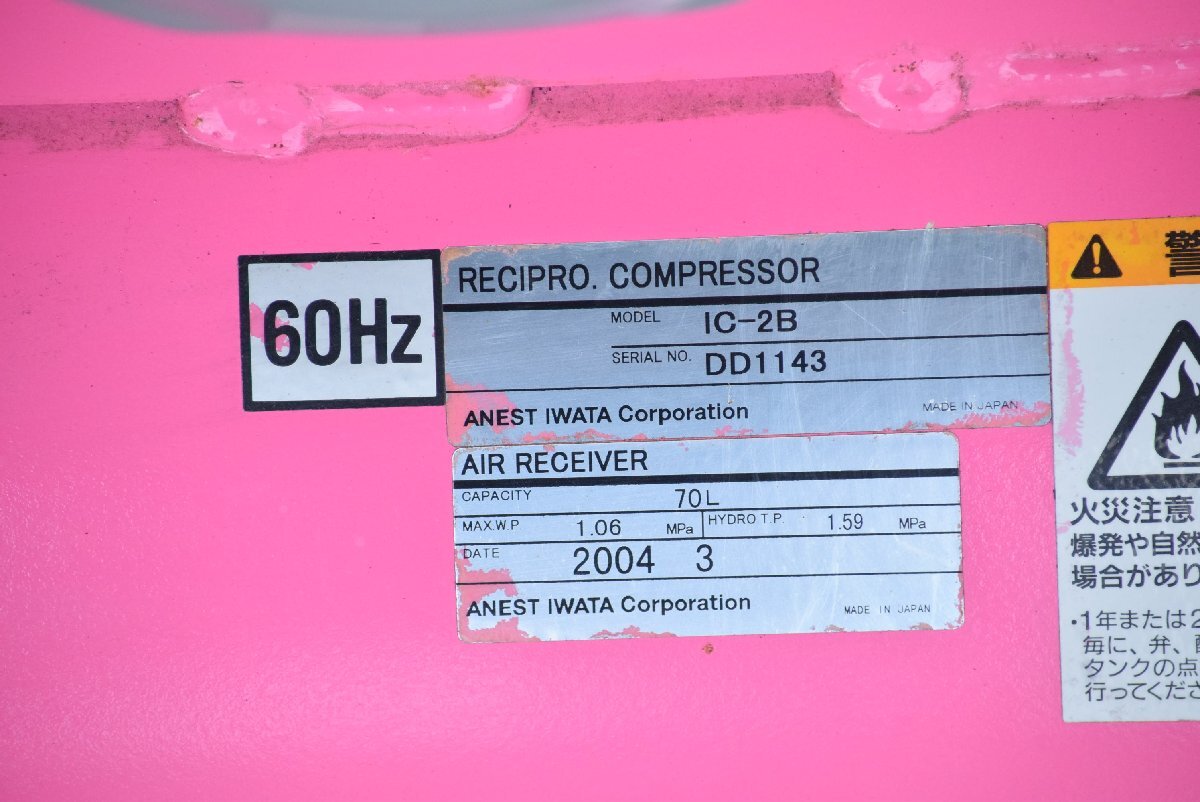 60Hz
RECIPRO. COMPRESSOR
MODEL IC-2B
SERIAL NO. DD1143
ANEST IWATA Corporation MADE IN JAPAN
AIR RECEIVER
CAPACITY 70L
MAX.W.P 1.06 MPa HYDRO T.P. 1.59 MPa
DATE 2004 3
ANEST IWATA Corporation MADE IN JAPAN
警
火災注意
爆発や自然
場合があり
・1年または2
毎に、弁、
タンクの点
行ってくださ